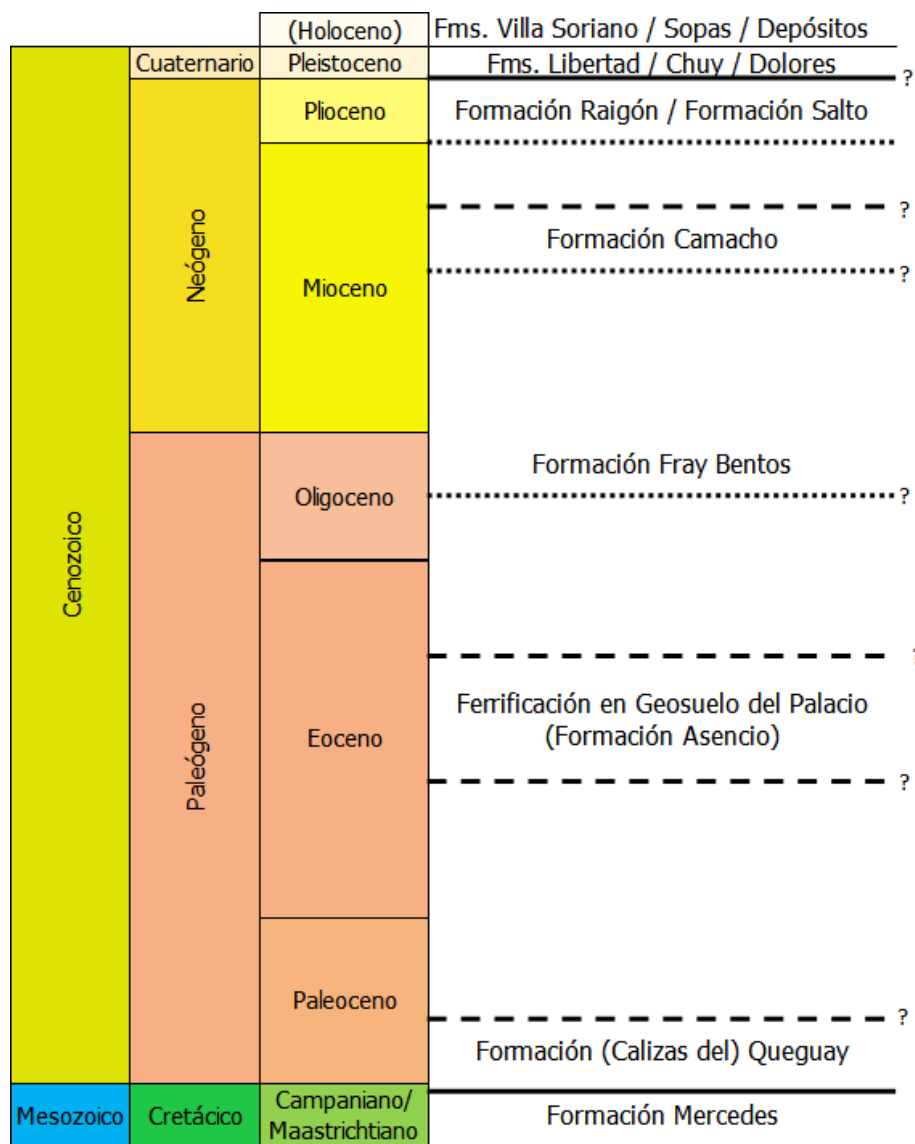 (Holoceno) Fms. Villa Soriano / Sopas / Depósitos
Cuaternario Pleistoceno Fms. Libertad / Chuy / Dolores
?
Plioceno Formación Raigón / Formación Salto
?
Formación Camacho
?
Neógeno
Mioceno
Formación Fray Bentos
Oligoceno
?
Cenozoico
?
Ferrificación en Geosuelo del Palacio
(Formación Asencio)
Eoceno
Paleógeno
?
Paleoceno
?
Formación (Calizas del) Queguay
Mesozoico Cretácico Campaniano/
Maastrichtiano
Formación Mercedes